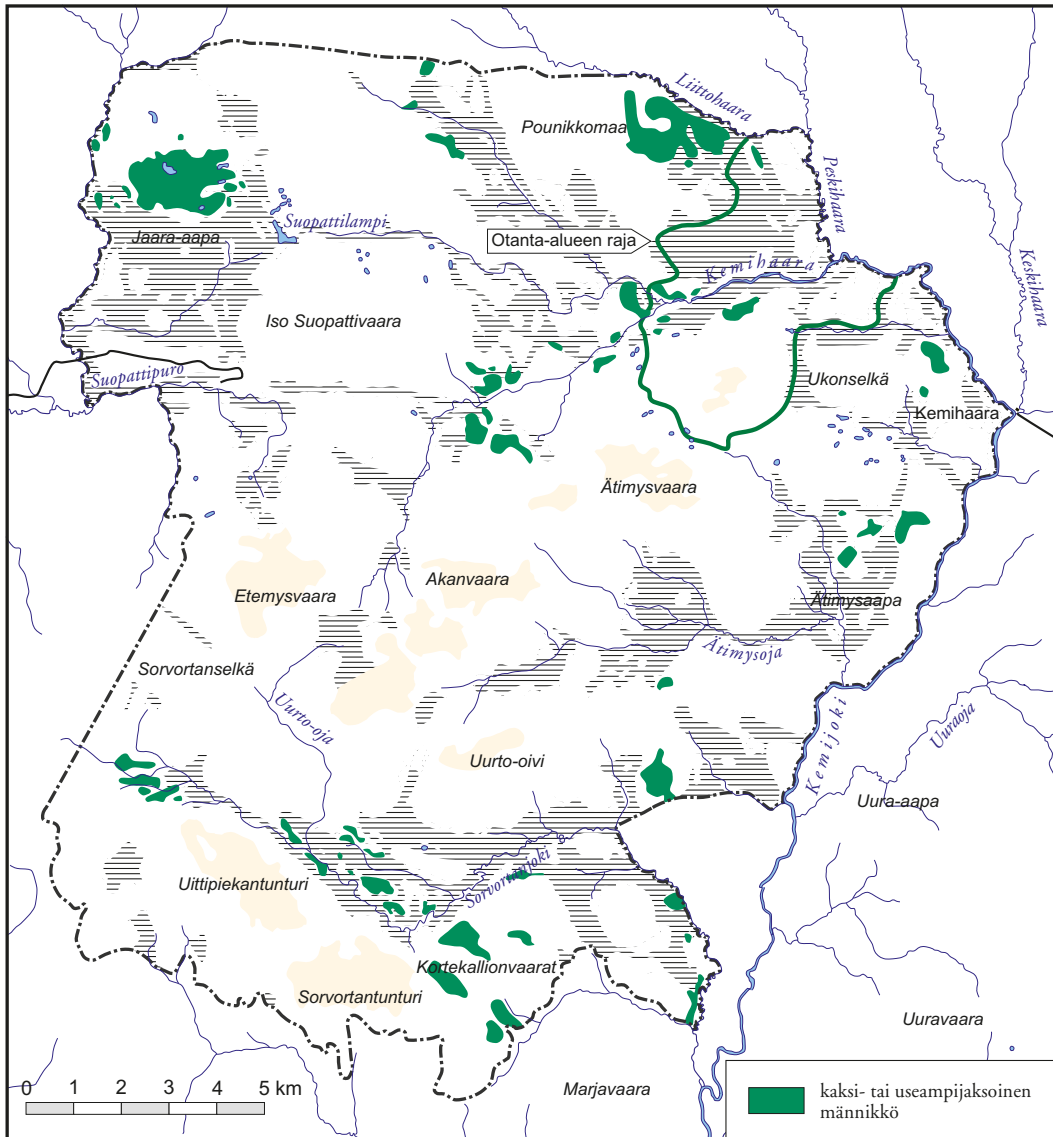 Liittohaara
Pounikkomaa
Peskihaara
Suopattilampi-
Jaara-aapa
Otanta-alueen raja
Kemihaara
Keskihaara
Iso Suopattivaara
Suopattipuro
Ukonselkä
Kemihaara
Ätimysvaara
Etemysvaara
Akanvaara
Ätimysaapa
Ätimysoja
Sorvortanselkä
Uurto-oja
Kemijoki
Uuraoja
Uurto-oivi
Uura-aapa
Uittipiekantunturi
Sorvortanjoki
Kortekallionvaarat
Sorvortantunturi
Uuravaara
Marjavaara
0 1 2 3 4 5 km
kaksi- tai useampijaksoinen
männikkö